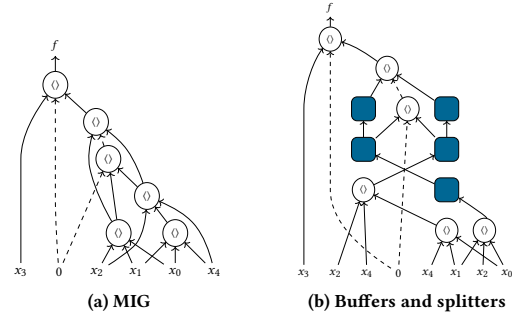 f
f
⟨⟩
⟨⟩
⟨⟩
⟨⟩
⟨⟩
⟨⟩
⟨⟩
⟨⟩
⟨⟩
⟨⟩
⟨⟩
⟨⟩
x3 0 x2 x1 x0 x4
x3 x2 x4 0 x4 x1 x2 x0
(a) MIG
(b) Buffers and splitters